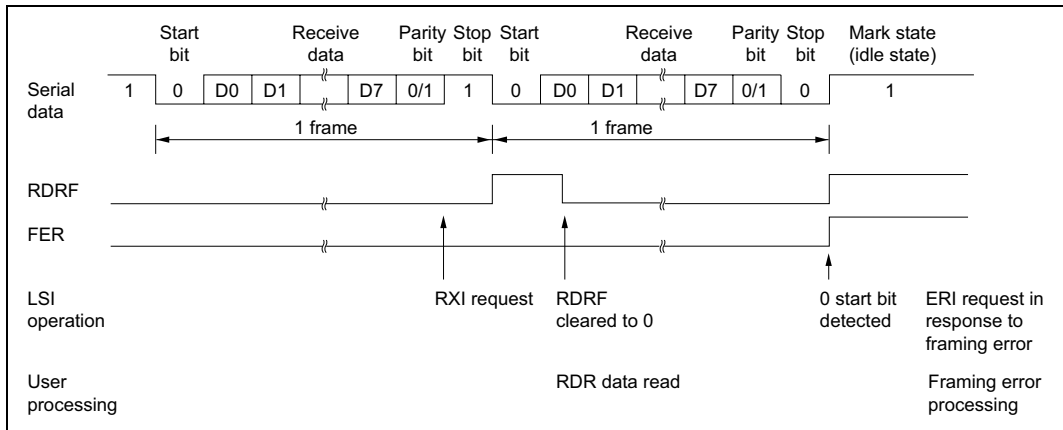 Start bit Receive data Parity bit Stop bit Start bit Receive data Parity bit Stop bit Mark state (idle state)
Serial data 1 0 D0 D1 D7 0/1 1 0 D0 D1 D7 0/1 0 1
1 frame 1 frame
RDRF
FER
LSI operation RXI request RDRF cleared to 0 0 start bit detected ERI request in response to framing error
User processing RDR data read Framing error processing